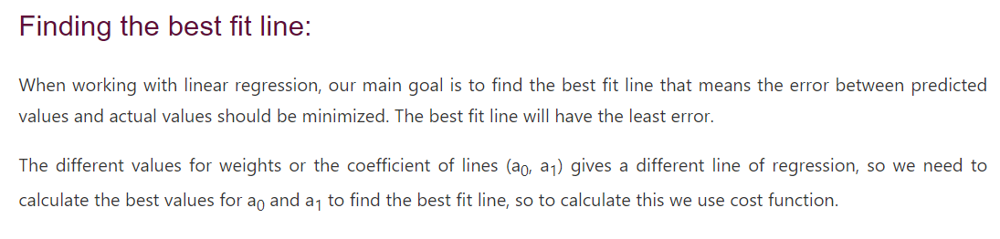 Finding the best fit line:
When working with linear regression, our main goal is to find the best fit line that means the error between predicted
values and actual values should be minimized. The best fit line will have the least error.
The different values for weights or the coefficient of lines (a₀, a₁) gives a different line of regression, so we need to
calculate the best values for a₀ and a₁ to find the best fit line, so to calculate this we use cost function.